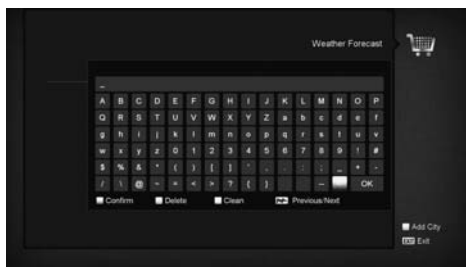 Weather Forecast
_
A B C D E F G H I J K L M N O P
Q R S T U V W X Y Z a b c d e f
g h i j k l m n o p q r s t u v
w x y z 0 1 2 3 4 5 6 7 8 9 ! #
$ % & * ( ) [ ] ' , . : ; _ + -
/ \ @ ~ = < > ? { } OK
Confirm Delete Clean Previous/Next
Add City
EXIT Exit